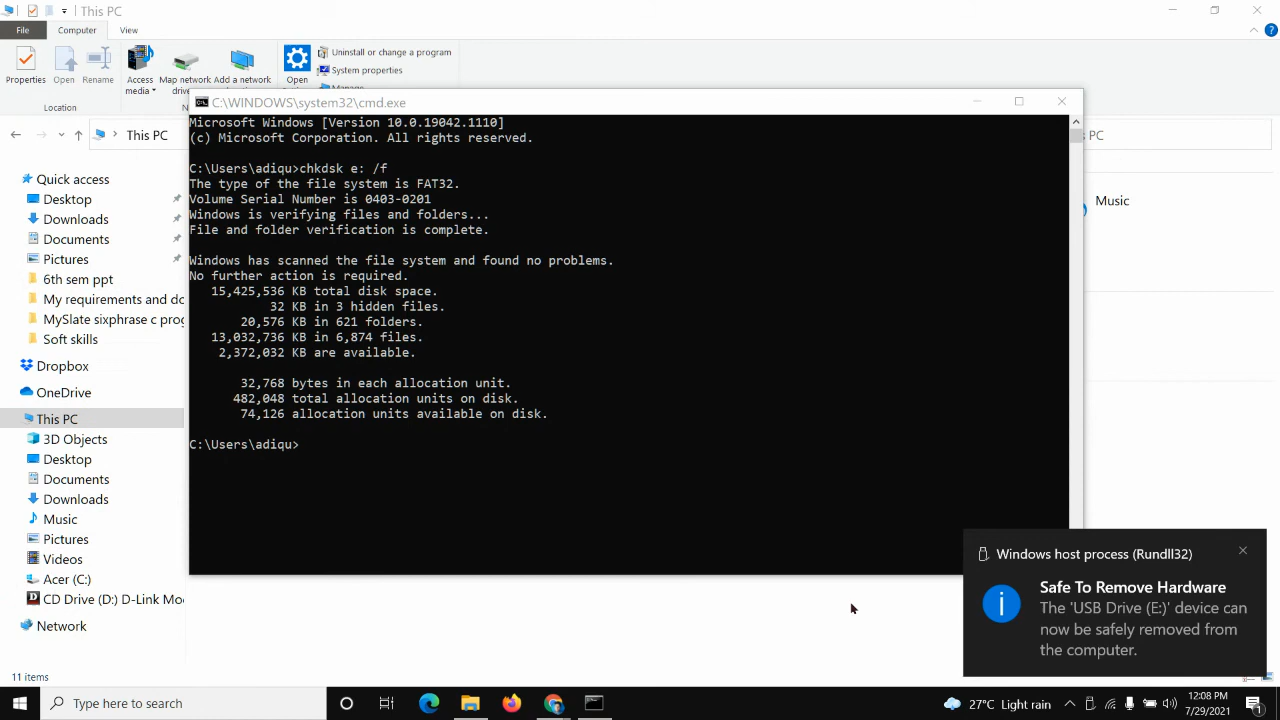 This PC
File
Computer
View
Properties
Open
Rename
Access
media
Map network
Add a network
Open
Uninstall or change a program
System properties
Location
This PC
PC
C:\WINDOWS\system32\cmd.exe
Microsoft Windows [Version 10.0.19042.1110]
(c) Microsoft Corporation. All rights reserved.
C:\Users\adiqu>chkdsk e: /f
The type of the file system is FAT32.
Volume Serial Number is 0403-0201
Windows is verifying files and folders...
File and folder verification is complete.
Windows has scanned the file system and found no problems.
No further action is required.
15,425,536 KB total disk space.
32 KB in 3 hidden files.
20,576 KB in 621 folders.
13,032,736 KB in 6,874 files.
2,372,032 KB are available.
32,768 bytes in each allocation unit.
482,048 total allocation units on disk.
74,126 allocation units available on disk.
C:\Users\adiqu>
Quick access
Desktop
Downloads
Documents
Pictures
6th sem ppt
My requirements and do
MySlate sixphrase c prog
Soft skills
Dropbox
OneDrive
This PC
3D Objects
Desktop
Documents
Downloads
Music
Pictures
Videos
Acer (C:)
CD Drive (D:) D-Link Mo
Network
Music
11 items
Windows host process (Rundll32)
Safe To Remove Hardware
The 'USB Drive (E:)' device can
now be safely removed from
the computer.
Type here to search
27°C Light rain
12:08 PM
7/29/2021